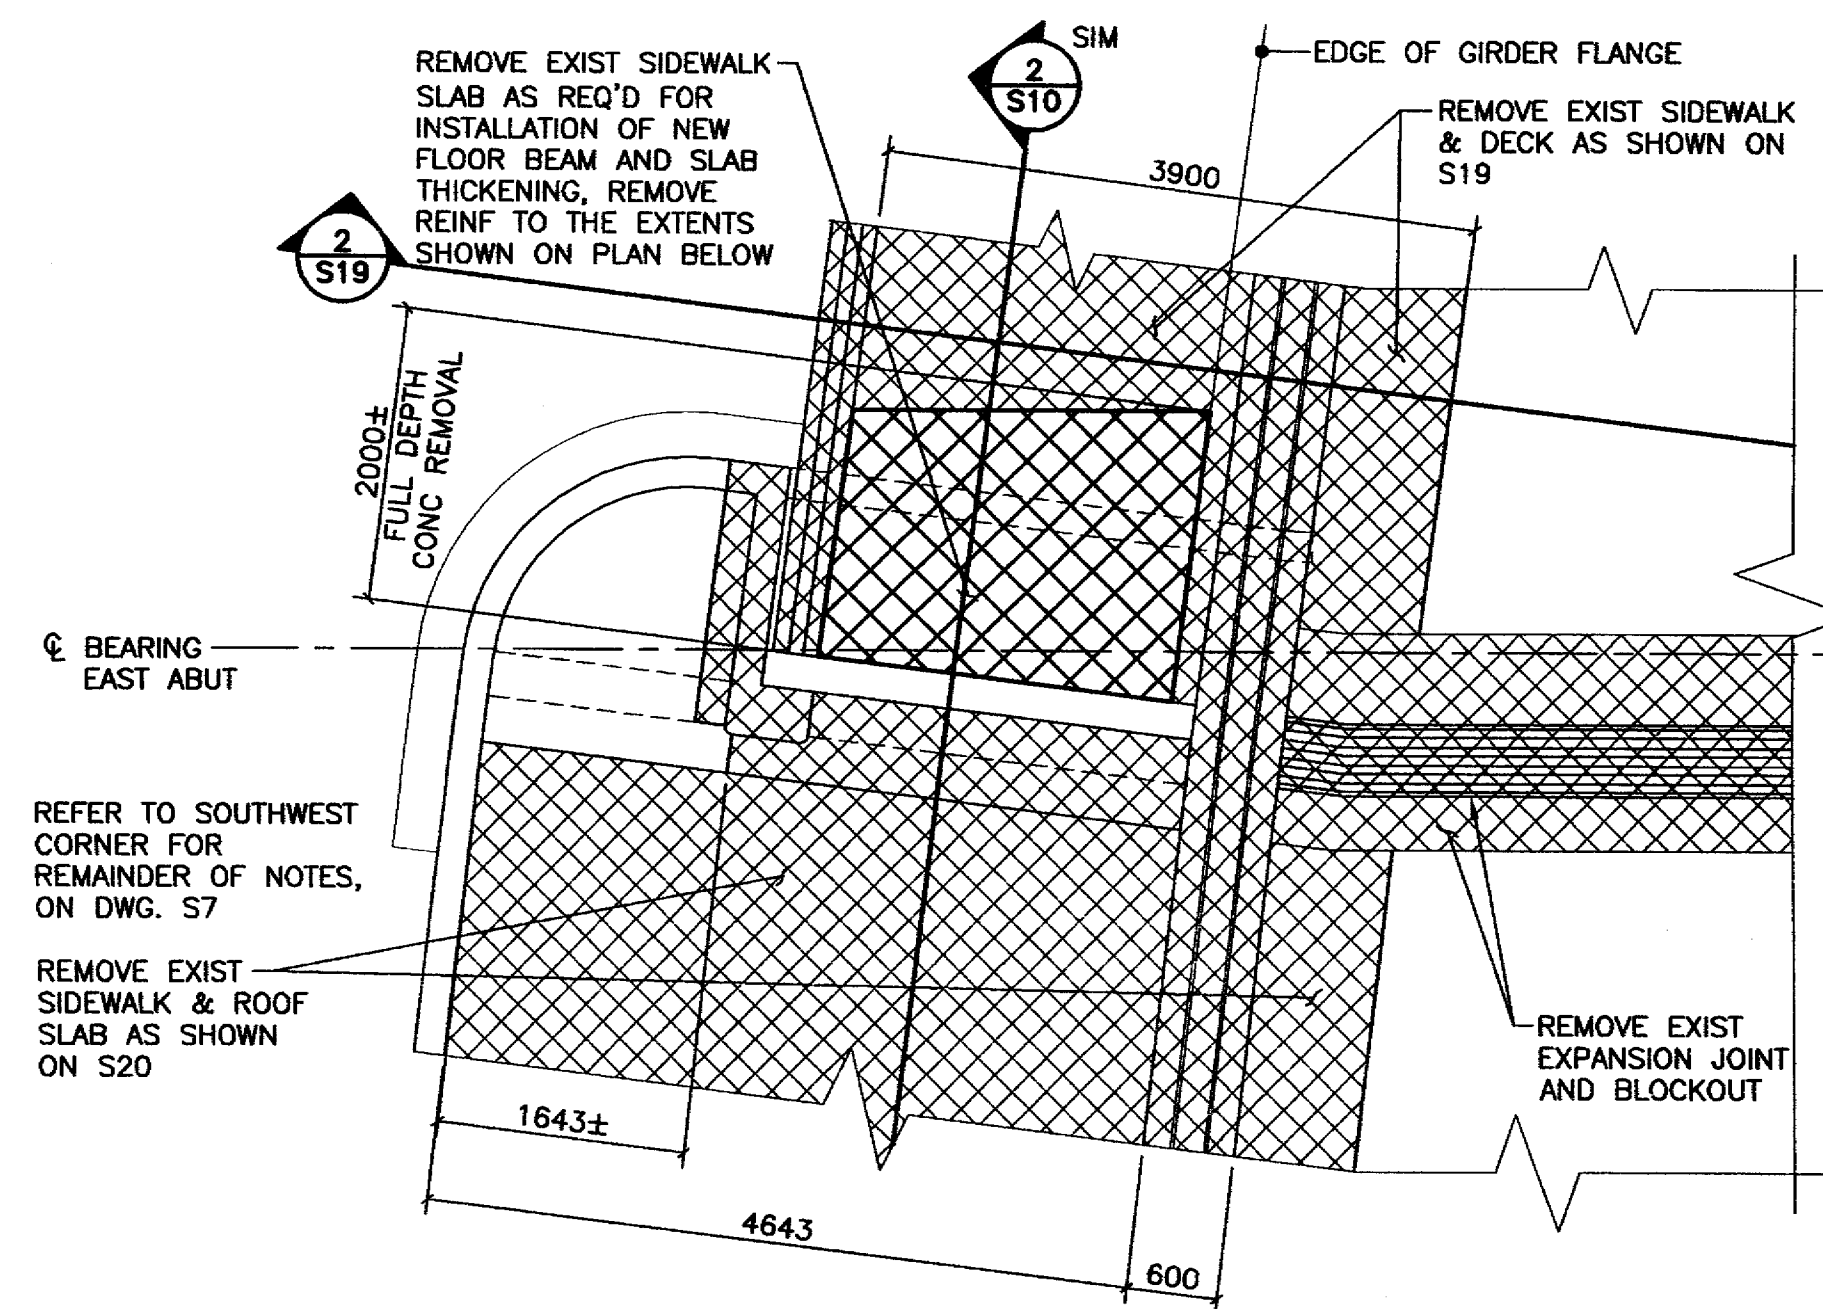 REMOVE EXIST SIDEWALK
SLAB AS REQ'D FOR
INSTALLATION OF NEW
FLOOR BEAM AND SLAB
THICKENING, REMOVE
REINF TO THE EXTENTS
SHOWN ON PLAN BELOW
2
S10
SIM
EDGE OF GIRDER FLANGE
REMOVE EXIST SIDEWALK
& DECK AS SHOWN ON
S19
3900
2
S19
2000±
FULL DEPTH
CONC REMOVAL
℄ BEARING
EAST ABUT
REFER TO SOUTHWEST
CORNER FOR
REMAINDER OF NOTES,
ON DWG. S7
REMOVE EXIST
SIDEWALK & ROOF
SLAB AS SHOWN
ON S20
REMOVE EXIST
EXPANSION JOINT
AND BLOCKOUT
1643±
4643
600